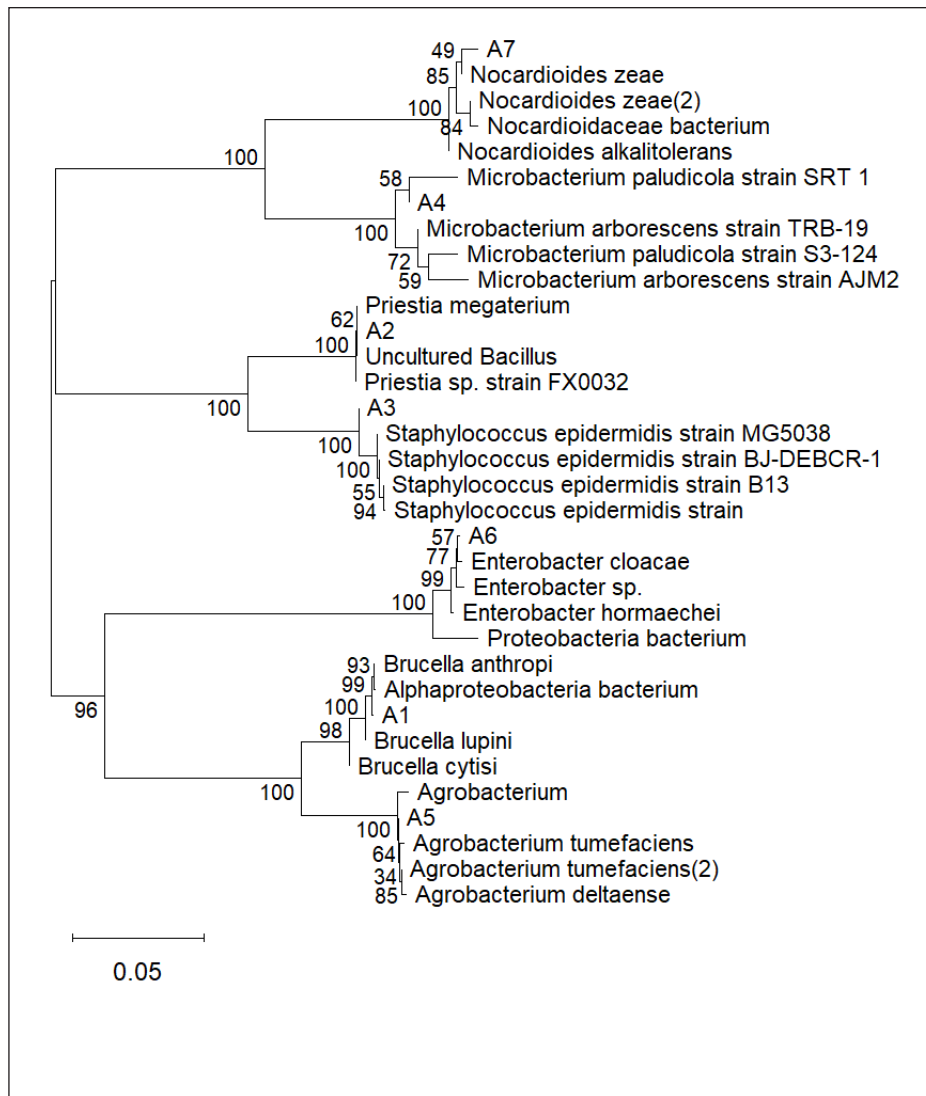 49
A7
85
Nocardioides zeae
Nocardioides zeae(2)
100
84
Nocardioidaceae bacterium
Nocardioides alkalitolerans
100
58
Microbacterium paludicola strain SRT 1
A4
100
Microbacterium arborescens strain TRB-19
72
Microbacterium paludicola strain S3-124
59
Microbacterium arborescens strain AJM2
Priestia megaterium
62
A2
100
Uncultured Bacillus
Priestia sp. strain FX0032
100
A3
100
Staphylococcus epidermidis strain MG5038
100
Staphylococcus epidermidis strain BJ-DEBCR-1
55
Staphylococcus epidermidis strain B13
94
Staphylococcus epidermidis strain
57
A6
77
Enterobacter cloacae
99
Enterobacter sp.
100
Enterobacter hormaechei
Proteobacteria bacterium
93
Brucella anthropi
99
Alphaproteobacteria bacterium
100
A1
96
98
Brucella lupini
Brucella cytisi
100
Agrobacterium
A5
100
Agrobacterium tumefaciens
64
Agrobacterium tumefaciens(2)
34
85
Agrobacterium deltaense
0.05